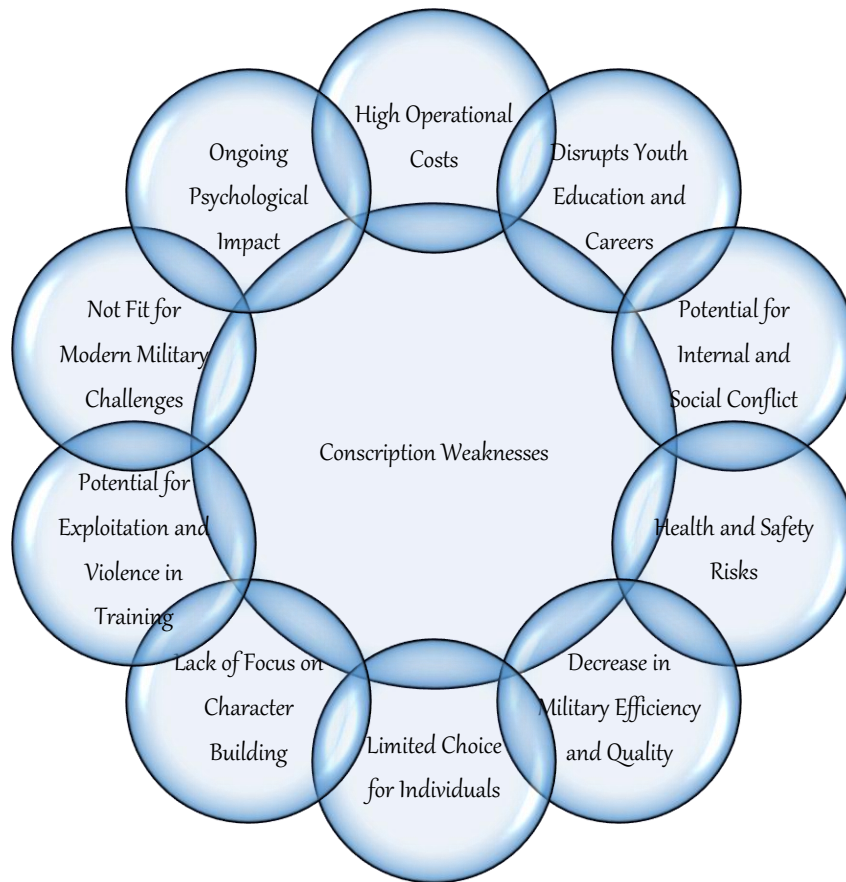 High Operational
Costs
Disrupts Youth
Education and
Careers
Potential for
Internal and
Social Conflict
Health and Safety
Risks
Decrease in
Military Efficiency
and Quality
Limited Choice
for Individuals
Lack of Focus on
Character
Building
Potential for
Exploitation and
Violence in
Training
Not Fit for
Modern Military
Challenges
Ongoing
Psychological
Impact
Conscription Weaknesses